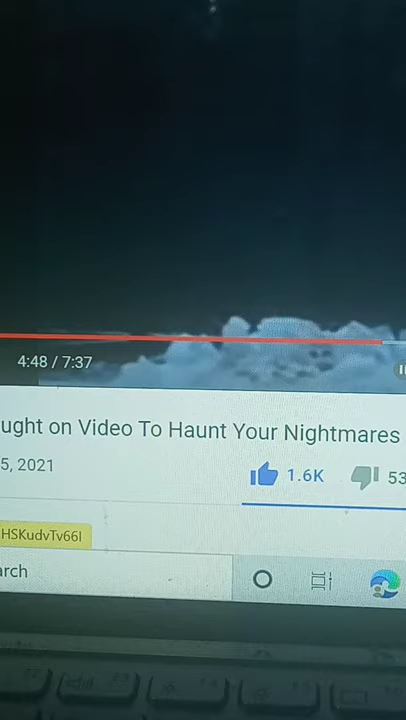 4:48 / 7:37
ught on Video To Haunt Your Nightmares
5, 2021
1.6K
53
HSKudvTv66I
arch